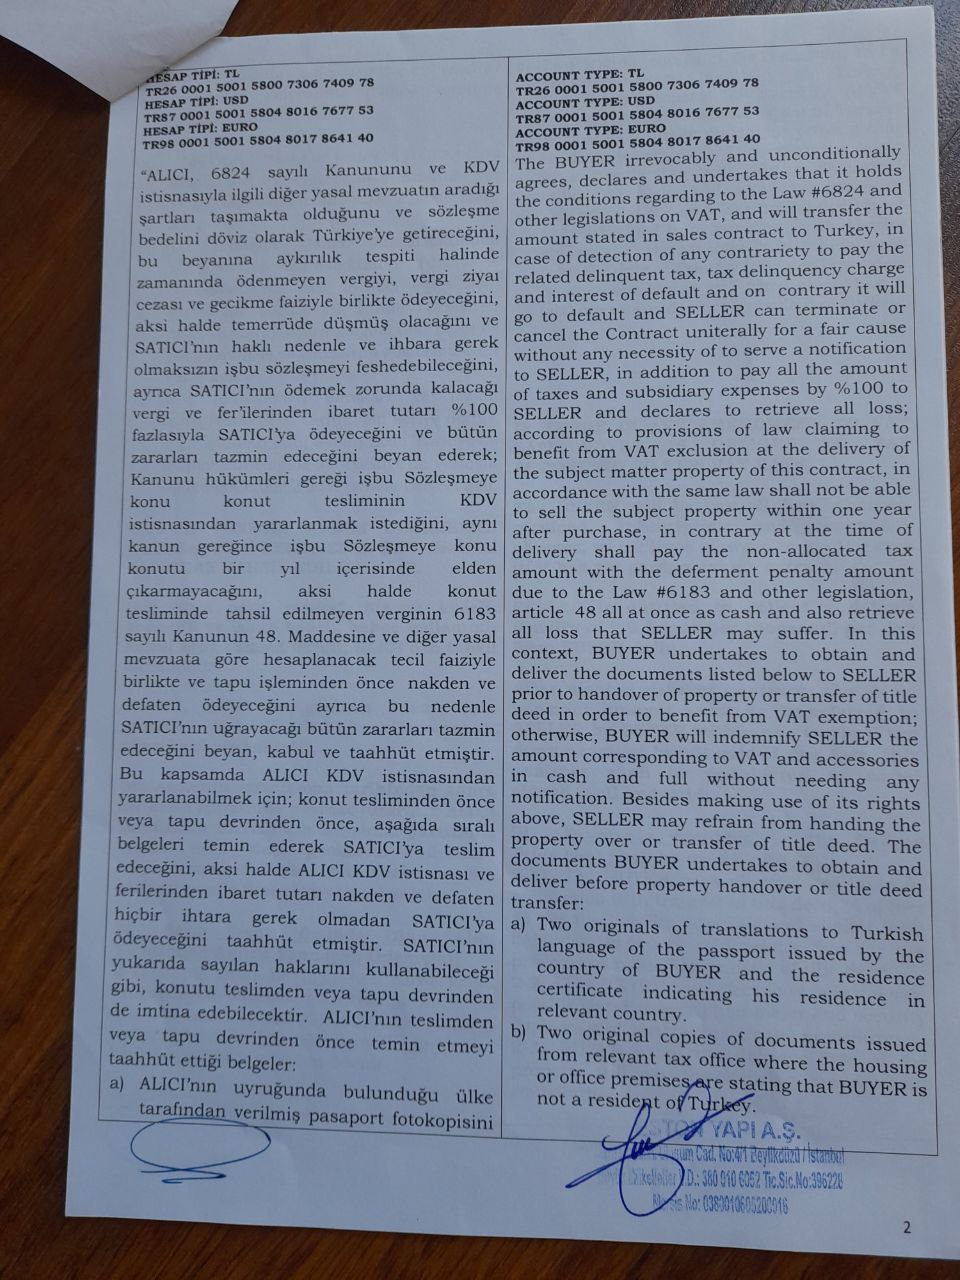 HESAP TİPİ: TL
TR26 0001 5001 5800 7306 7409 78
HESAP TİPİ: USD
TR87 0001 5001 5804 8016 7677 53
HESAP TİPİ: EURO
TR98 0001 5001 5804 8017 8641 40
“ALICI, 6824 sayılı Kanununu ve KDV
istisnasıyla ilgili diğer yasal mevzuatın aradığı
şartları taşımakta olduğunu ve sözleşme
bedelini döviz olarak Türkiye’ye getireceğini,
bu beyanına aykırılık tespiti halinde
zamanında ödenmeyen vergiyi, vergi ziyaı
cezası ve gecikme faiziyle birlikte ödeyeceğini,
aksi halde temerrüde düşmüş olacağını ve
SATICI’nın haklı nedenle ve ihbara gerek
olmaksızın işbu sözleşmeyi feshedebileceğini,
ayrıca SATICI’nın ödemek zorunda kalacağı
vergi ve fer’ilerinden ibaret tutarı %100
fazlasıyla SATICI’ya ödeyeceğini ve bütün
zararları tazmin edeceğini beyan ederek;
Kanunu hükümleri gereği işbu Sözleşmeye
konu konut tesliminin KDV
istisnasından yararlanmak istediğini, aynı
kanun gereğince işbu Sözleşmeye konu
konutu bir yıl içerisinde elden
çıkarmayacağını, aksi halde konut
tesliminde tahsil edilmeyen verginin 6183
sayılı Kanunun 48. Maddesine ve diğer yasal
mevzuata göre hesaplanacak tecil faiziyle
birlikte ve tapu işleminden önce nakden ve
defaten ödeyeceğini ayrıca bu nedenle
SATICI’nın uğrayacağı bütün zararları tazmin
edeceğini beyan, kabul ve taahhüt etmiştir.
Bu kapsamda ALICI KDV istisnasından
yararlanabilmek için; konut tesliminden önce
veya tapu devrinden önce, aşağıda sıralı
belgeleri temin ederek SATICI’ya teslim
edeceğini, aksi halde ALICI KDV istisnası ve
ferilerinden ibaret tutarı nakden ve defaten
hiçbir ihtara gerek olmadan SATICI’ya
ödeyeceğini taahhüt etmiştir. SATICI’nın
yukarıda sayılan haklarını kullanabileceği
gibi, konutu teslimden veya tapu devrinden
de imtina edebilecektir. ALICI’nın teslimden
veya tapu devrinden önce temin etmeyi
taahhüt ettiği belgeler:
a) ALICI’nın uyruğunda bulunduğu ülke
tarafından verilmiş pasaport fotokopisini
ACCOUNT TYPE: TL
TR26 0001 5001 5800 7306 7409 78
ACCOUNT TYPE: USD
TR87 0001 5001 5804 8016 7677 53
ACCOUNT TYPE: EURO
TR98 0001 5001 5804 8017 8641 40
The BUYER irrevocably and unconditionally
agrees, declares and undertakes that it holds
the conditions regarding to the Law #6824 and
other legislations on VAT, and will transfer the
amount stated in sales contract to Turkey, in
case of detection of any contrariety to pay the
related delinquent tax, tax delinquency charge
and interest of default and on contrary it will
go to default and SELLER can terminate or
cancel the Contract uniterally for a fair cause
without any necessity of to serve a notification
to SELLER, in addition to pay all the amount
of taxes and subsidiary expenses by %100 to
SELLER and declares to retrieve all loss;
according to provisions of law claiming to
benefit from VAT exclusion at the delivery of
the subject matter property of this contract, in
accordance with the same law shall not be able
to sell the subject property within one year
after purchase, in contrary at the time of
delivery shall pay the non-allocated tax
amount with the deferment penalty amount
due to the Law #6183 and other legislation,
article 48 all at once as cash and also retrieve
all loss that SELLER may suffer. In this
context, BUYER undertakes to obtain and
deliver the documents listed below to SELLER
prior to handover of property or transfer of title
deed in order to benefit from VAT exemption;
otherwise, BUYER will indemnify SELLER the
amount corresponding to VAT and accessories
in cash and full without needing any
notification. Besides making use of its rights
above, SELLER may refrain from handing the
property over or transfer of title deed. The
documents BUYER undertakes to obtain and
deliver before property handover or title deed
transfer:
a) Two originals of translations to Turkish
language of the passport issued by the
country of BUYER and the residence
certificate indicating his residence in
relevant country.
b) Two original copies of documents issued
from relevant tax office where the housing
or office premises are stating that BUYER is
not a resident of Turkey.
YAPI A.Ş.
Cad. No:4/1 Beylikdüzü / İstanbul
V.D.: 380 010 6052 Tic.Sic.No:396228
No: 0380010605200016
2